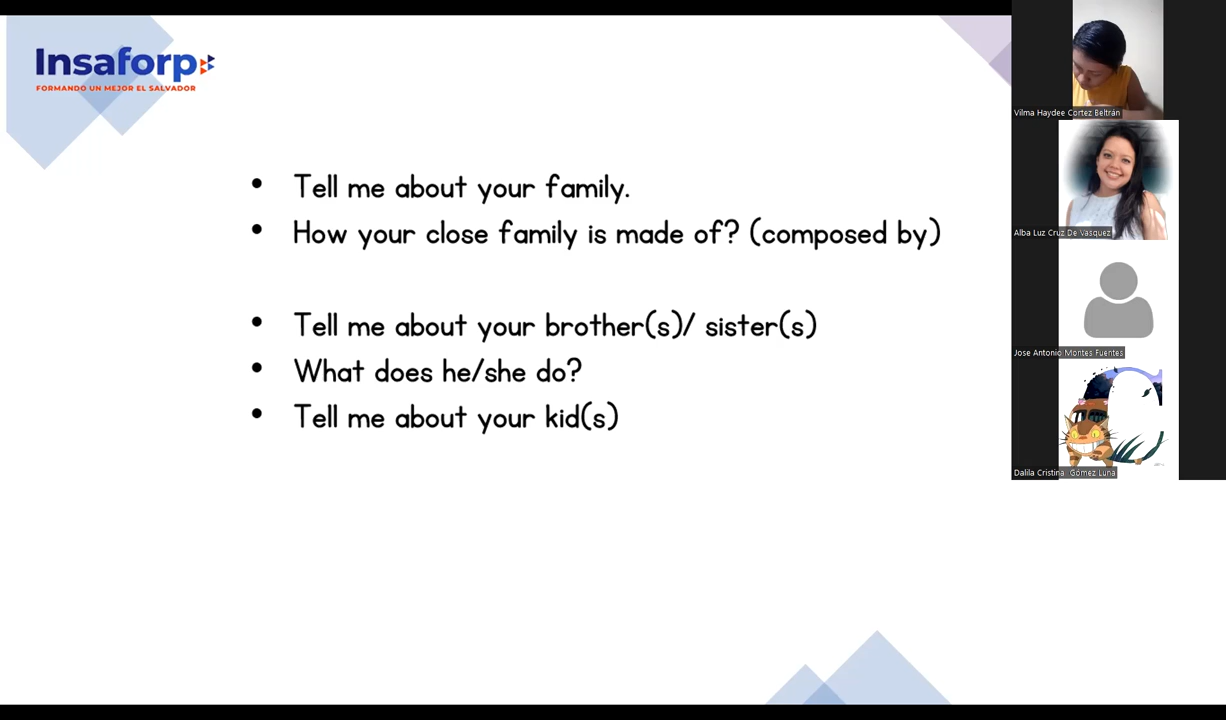 Insaforp
FORMANDO UN MEJOR EL SALVADOR
• Tell me about your family.
• How your close family is made of? (composed by)
• Tell me about your brother(s)/ sister(s)
• What does he/she do?
• Tell me about your kid(s)
Vilma Haydee Cortez Beltrán
Alba Luz Cruz De Vasquez
Jose Antonio Montes Fuentes
Dalila Cristina Gómez Luna